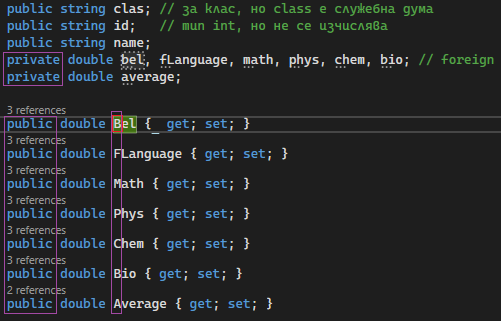 public string clas; // за клас, но class е служебна дума
public string id; // тип int, но не се изчислява
public string name;
private double bel, fLanguage, math, phys, chem, bio; // foreign
private double average;
3 references
public double Bel { get; set; }
3 references
public double FLanguage { get; set; }
3 references
public double Math { get; set; }
3 references
public double Phys { get; set; }
3 references
public double Chem { get; set; }
3 references
public double Bio { get; set; }
2 references
public double Average { get; set; }